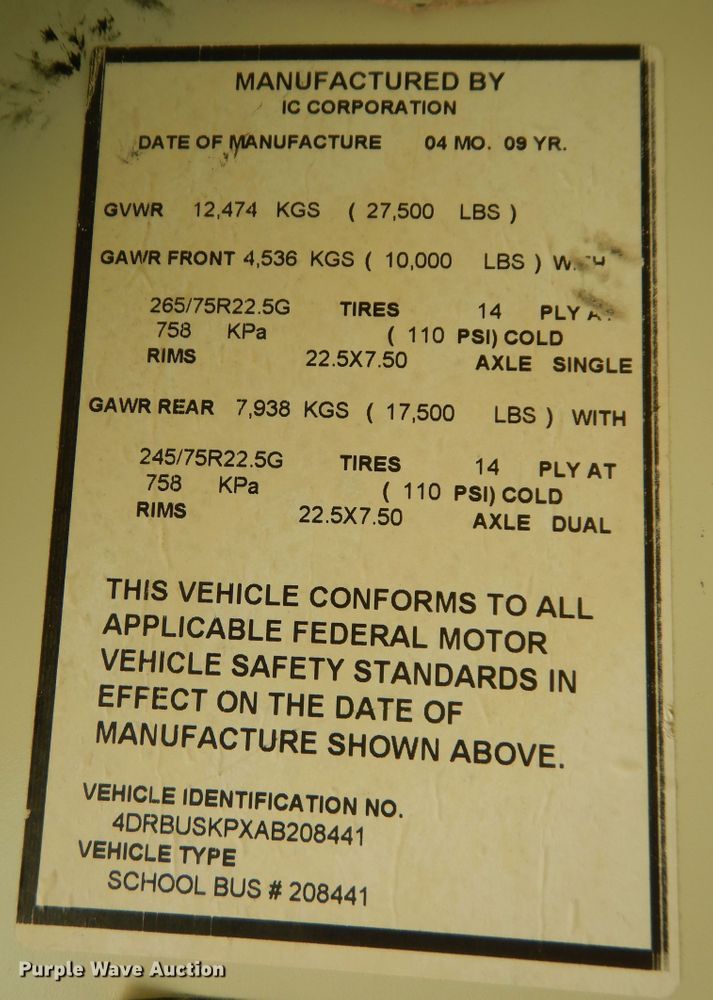 MANUFACTURED BY
IC CORPORATION
DATE OF MANUFACTURE 04 MO. 09 YR.
GVWR 12,474 KGS ( 27,500 LBS )
GAWR FRONT 4,536 KGS ( 10,000 LBS )
265/75R22.5G TIRES 14 PLY
758 KPa ( 110 PSI) COLD
RIMS 22.5X7.50 AXLE SINGLE
GAWR REAR 7,938 KGS ( 17,500 LBS ) WITH
245/75R22.5G TIRES 14 PLY AT
758 KPa ( 110 PSI) COLD
RIMS 22.5X7.50 AXLE DUAL
THIS VEHICLE CONFORMS TO ALL
APPLICABLE FEDERAL MOTOR
VEHICLE SAFETY STANDARDS IN
EFFECT ON THE DATE OF
MANUFACTURE SHOWN ABOVE.
VEHICLE IDENTIFICATION NO.
4DRBUSKPXAB208441
VEHICLE TYPE
SCHOOL BUS # 208441
Purple Wave Auction